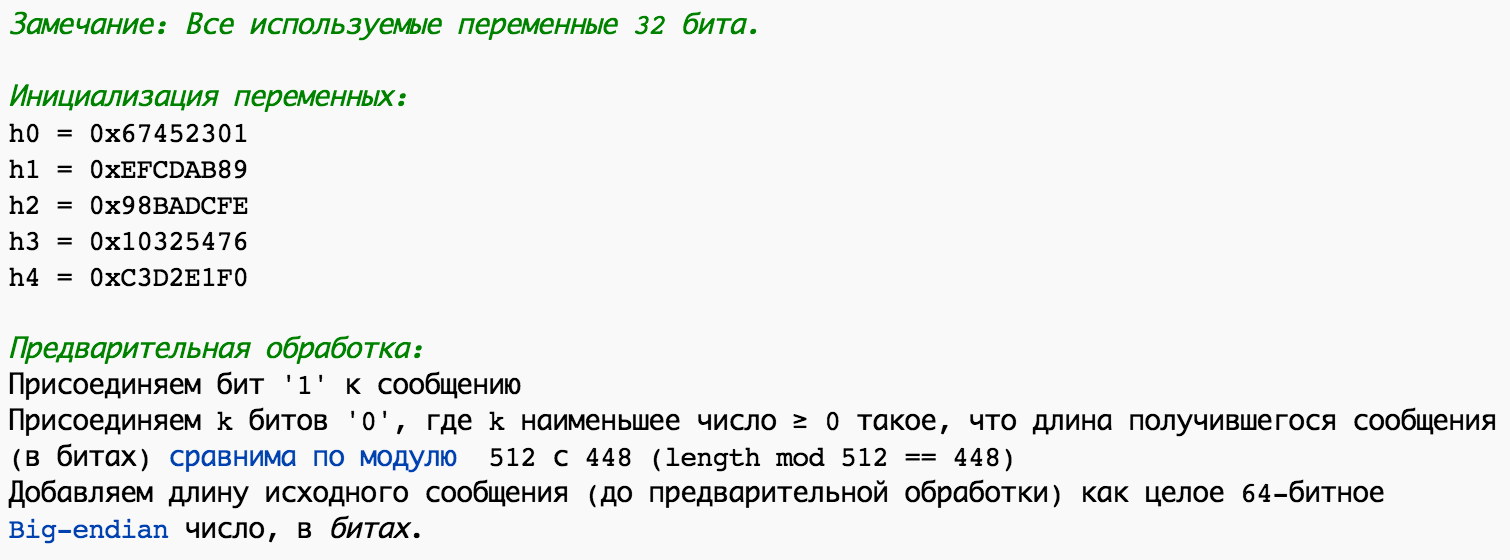 Замечание: Все используемые переменные 32 бита.
Инициализация переменных:
h0 = 0x67452301
h1 = 0xEFCDAB89
h2 = 0x98BADCFE
h3 = 0x10325476
h4 = 0xC3D2E1F0
Предварительная обработка:
Присоединяем бит '1' к сообщению
Присоединяем k битов '0', где k наименьшее число ≥ 0 такое, что длина получившегося сообщения
(в битах) сравнима по модулю  512 с 448 (length mod 512 == 448)
Добавляем длину исходного сообщения (до предварительной обработки) как целое 64-битное
Big-endian число, в битах.